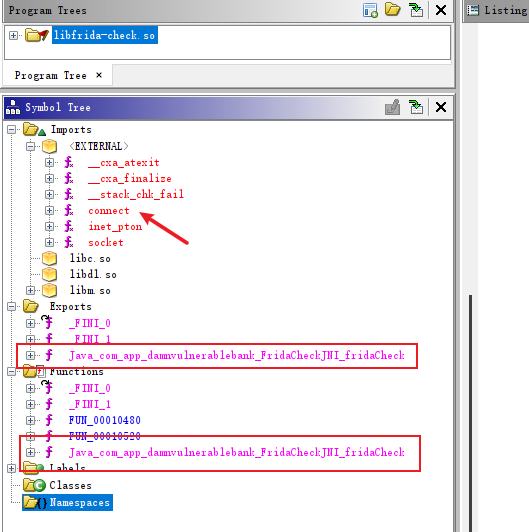 Program Trees
Listing
libfrida-check.so
Program Tree ×
Symbol Tree
Imports
<EXTERNAL>
__cxa_atexit
__cxa_finalize
__stack_chk_fail
connect
inet_pton
socket
libc.so
libdl.so
libm.so
Exports
_FINI_0
_FINI_1
Java_com_app_damnvulnerablebank_FridaCheckJNI_fridaCheck
Functions
_FINI_0
_FINI_1
FUN_00010480
FUN_00010520
Java_com_app_damnvulnerablebank_FridaCheckJNI_fridaCheck
Labels
Classes
Namespaces